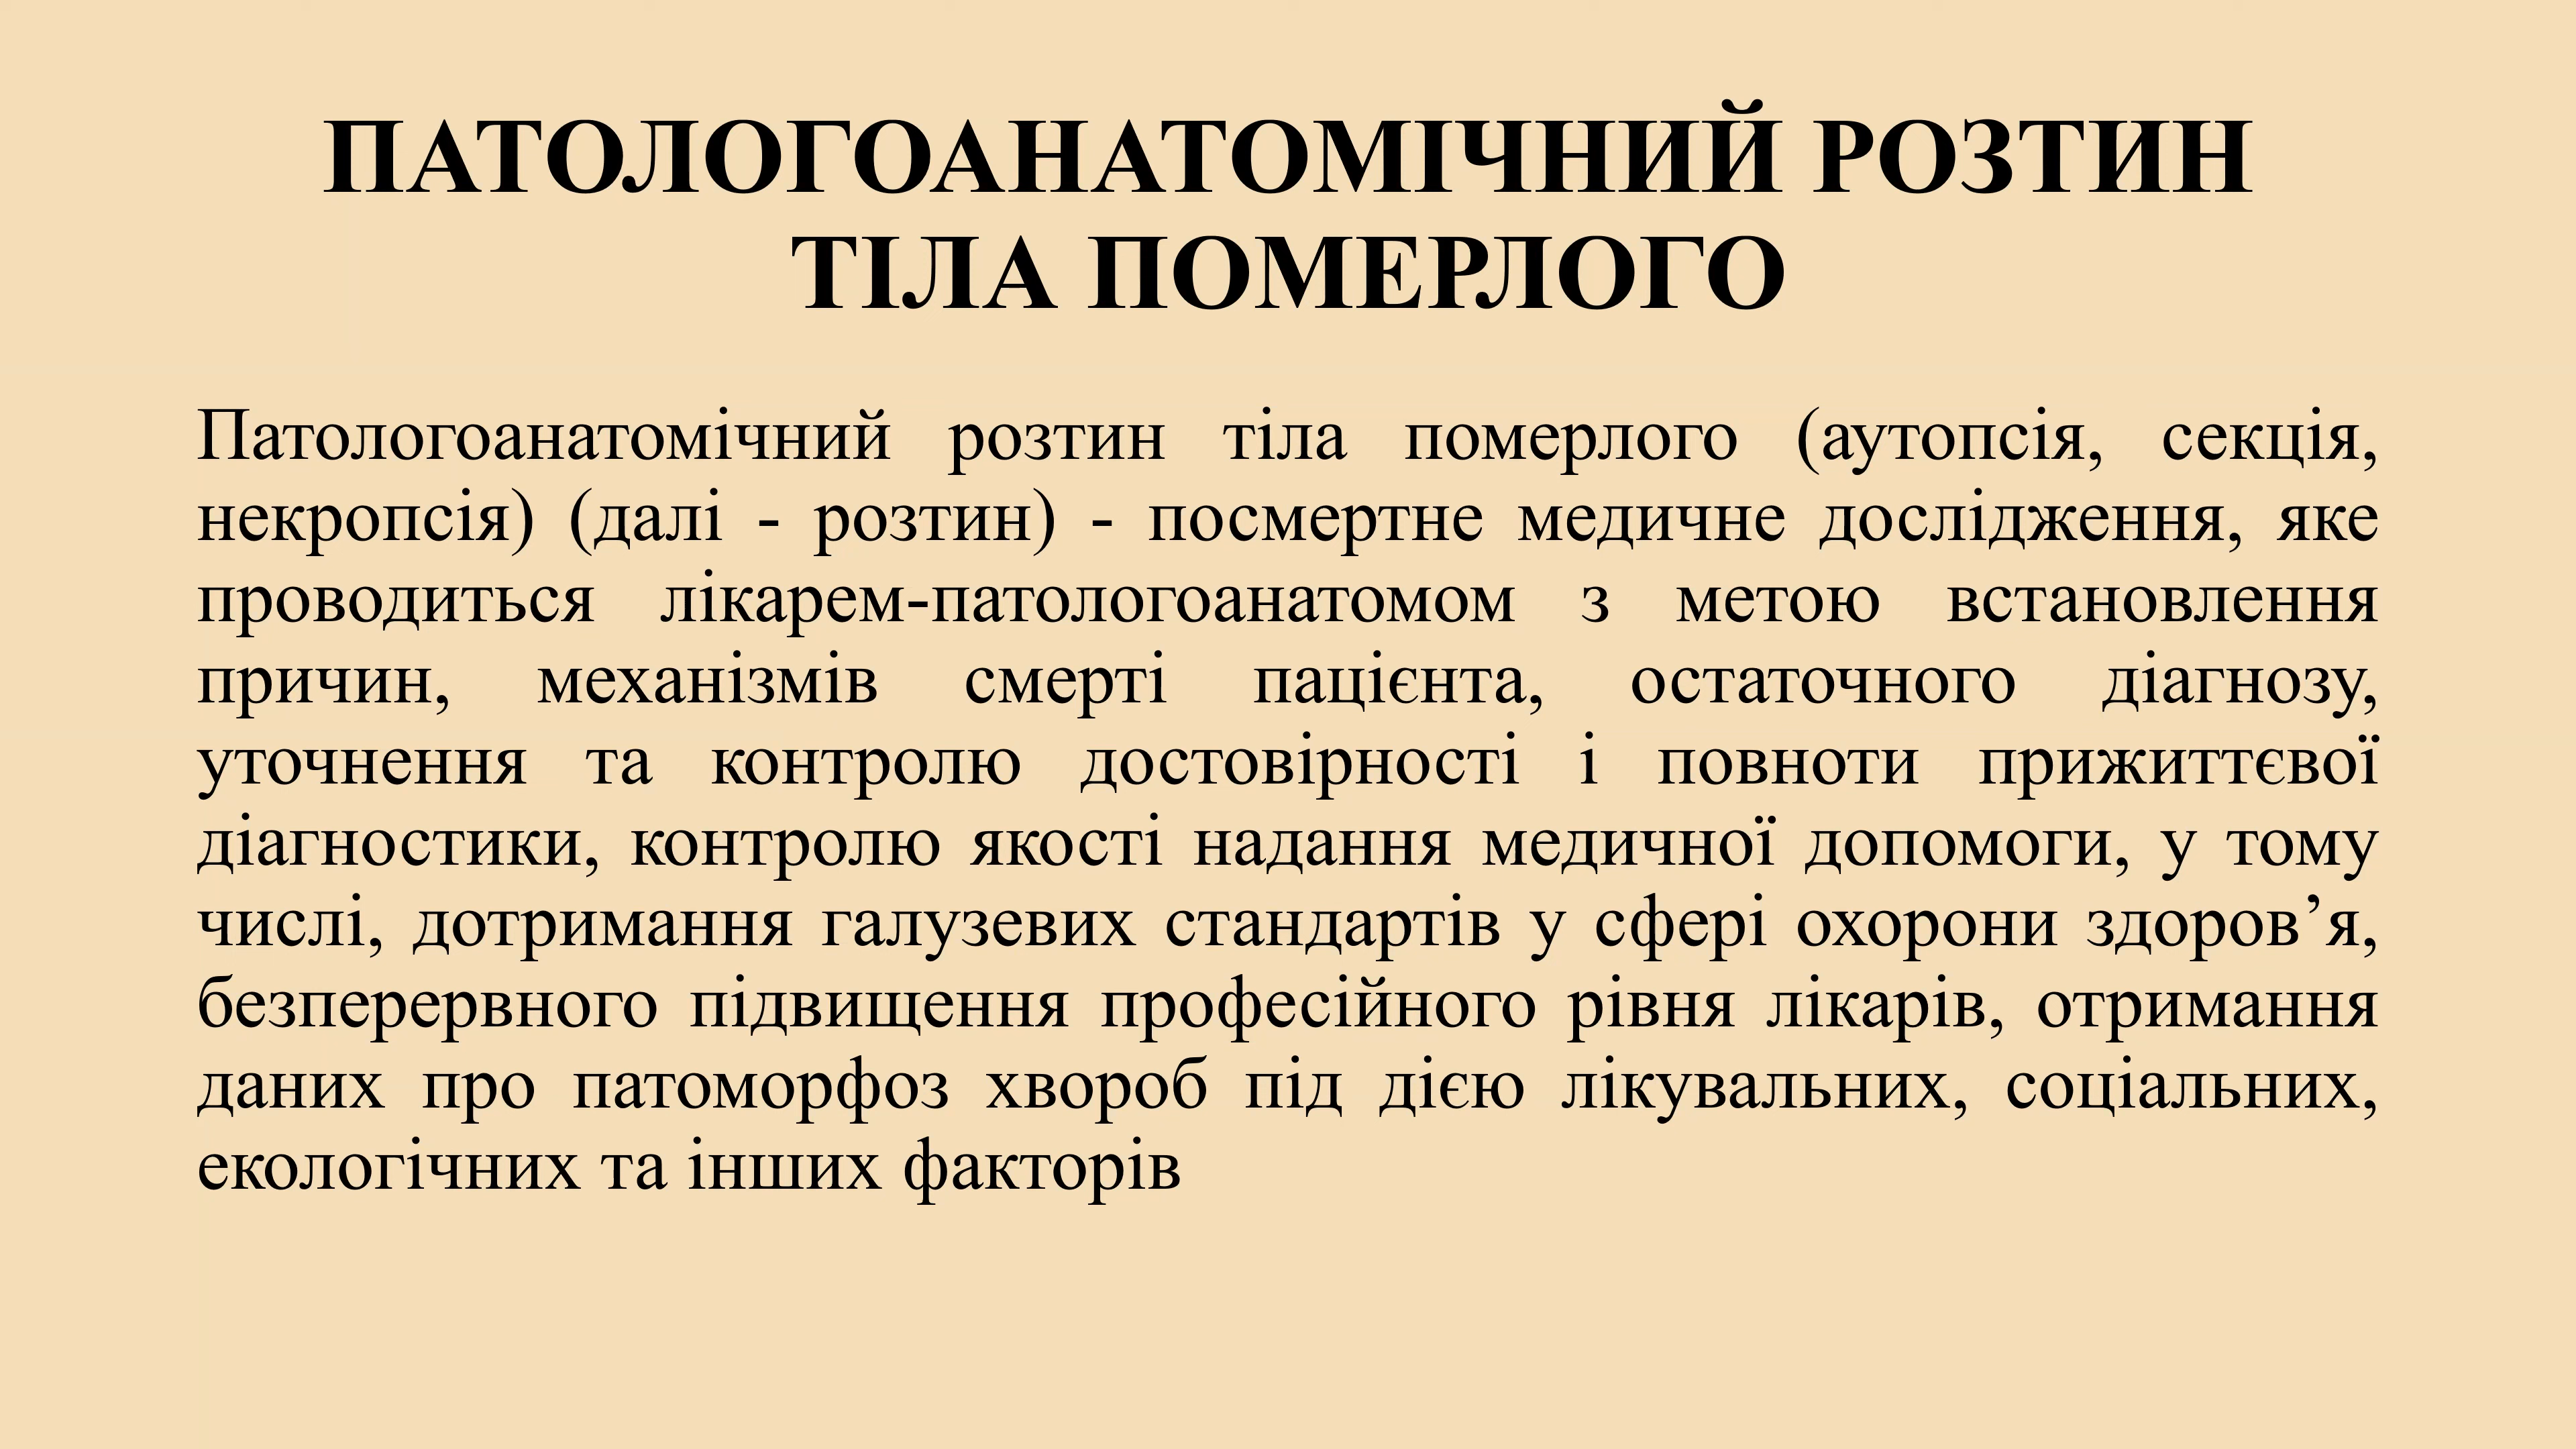 ПАТОЛОГОАНАТОМІЧНИЙ РОЗТИН
ТІЛА ПОМЕРЛОГО
Патологоанатомічний розтин тіла померлого (аутопсія, секція,
некропсія) (далі - розтин) - посмертне медичне дослідження, яке
проводиться лікарем-патологоанатомом з метою встановлення
причин, механізмів смерті пацієнта, остаточного діагнозу,
уточнення та контролю достовірності і повноти прижиттєвої
діагностики, контролю якості надання медичної допомоги, у тому
числі, дотримання галузевих стандартів у сфері охорони здоров’я,
безперервного підвищення професійного рівня лікарів, отримання
даних про патоморфоз хвороб під дією лікувальних, соціальних,
екологічних та інших факторів